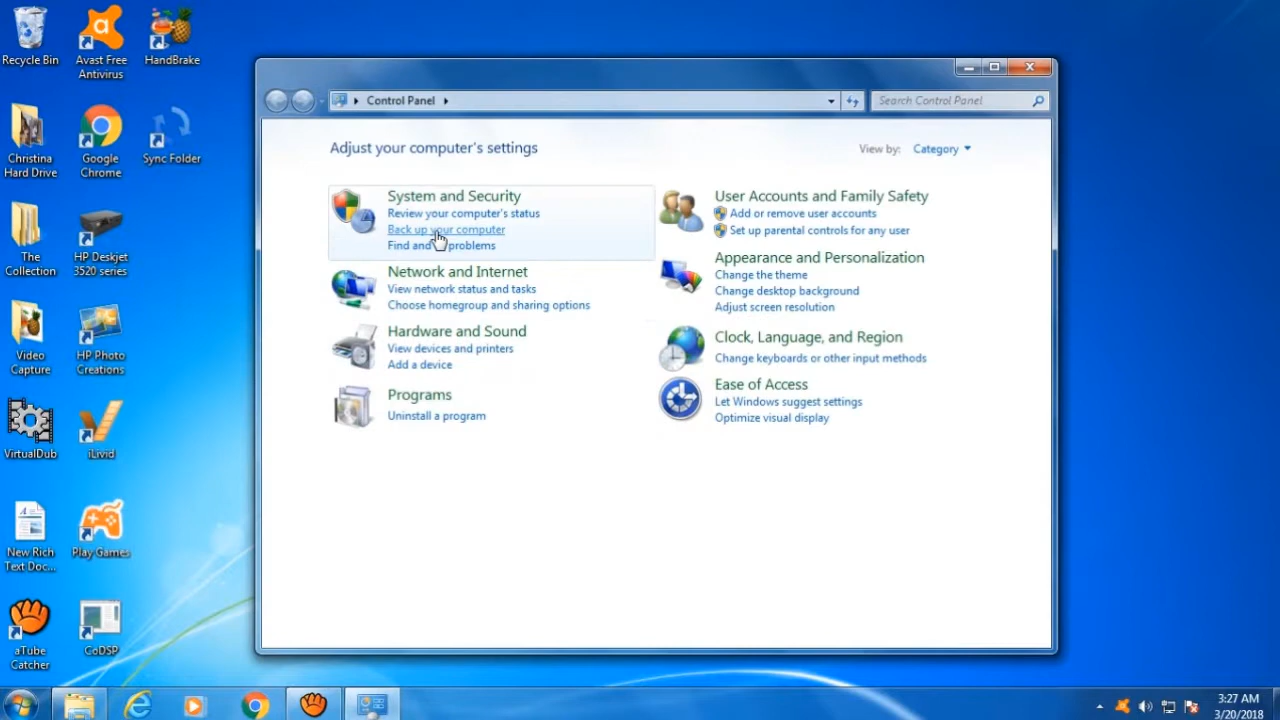 Recycle Bin
Avast Free
Antivirus
HandBrake
Christina
Hard Drive
Google
Chrome
Sync Folder
The
Collection
HP Deskjet
3520 series
Video
Capture
HP Photo
Creations
VirtualDub
iLivid
New Rich
Text Doc...
Play Games
aTube
Catcher
CoDSP
Control Panel
Search Control Panel
Adjust your computer's settings
View by: Category
System and Security
Review your computer's status
Back up your computer
Find and problems
Network and Internet
View network status and tasks
Choose homegroup and sharing options
Hardware and Sound
View devices and printers
Add a device
Programs
Uninstall a program
User Accounts and Family Safety
Add or remove user accounts
Set up parental controls for any user
Appearance and Personalization
Change the theme
Change desktop background
Adjust screen resolution
Clock, Language, and Region
Change keyboards or other input methods
Ease of Access
Let Windows suggest settings
Optimize visual display
3:27 AM
3/20/2018